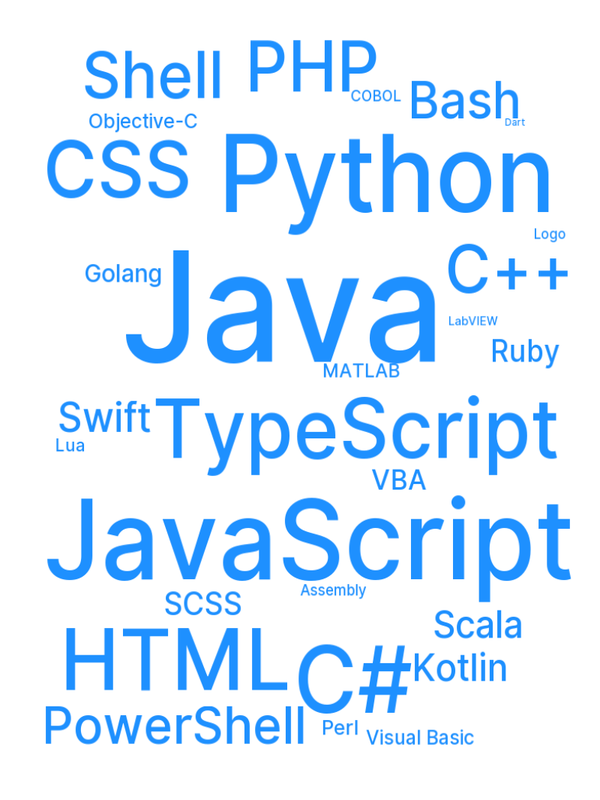 Shell
PHP
COBOL
Bash
Dart
Objective-C
CSS
Python
Logo
C++
Golang
Java
LabVIEW
Ruby
MATLAB
Swift
TypeScript
Lua
VBA
JavaScript
Assembly
SCSS
Scala
HTML
C#
Kotlin
PowerShell
Perl
Visual Basic